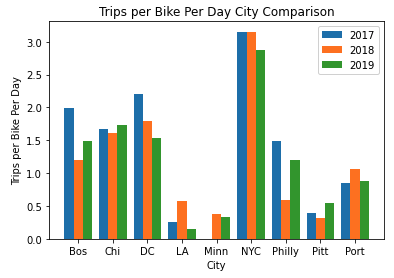 Trips per Bike Per Day City Comparison
2017
2018
2019
Trips per Bike Per Day
3.0
2.5
2.0
1.5
1.0
0.5
0.0
Bos Chi DC LA Minn NYC Philly Pitt Port
City